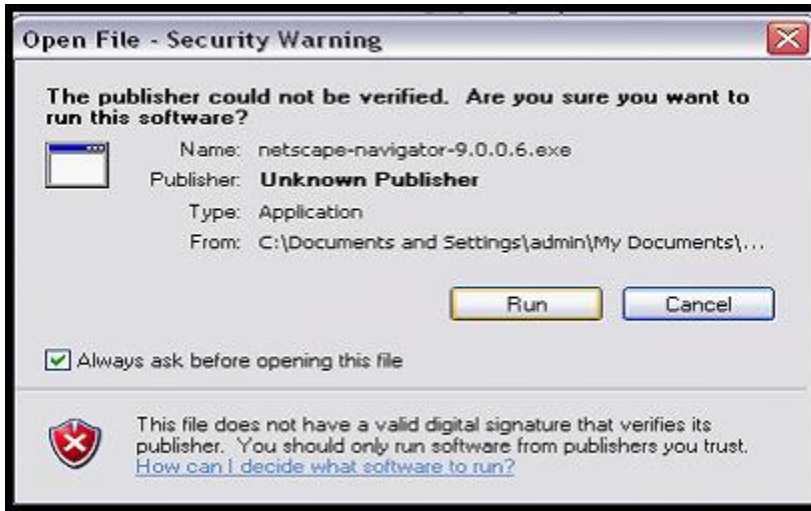 Open File - Security Warning
The publisher could not be verified. Are you sure you want to
run this software?
Name: netscape-navigator-9.0.0.6.exe
Publisher: Unknown Publisher
Type: Application
From: C:\Documents and Settings\admin\My Documents\...
Run Cancel
Always ask before opening this file
This file does not have a valid digital signature that verifies its
publisher. You should only run software from publishers you trust.
How can I decide what software to run?